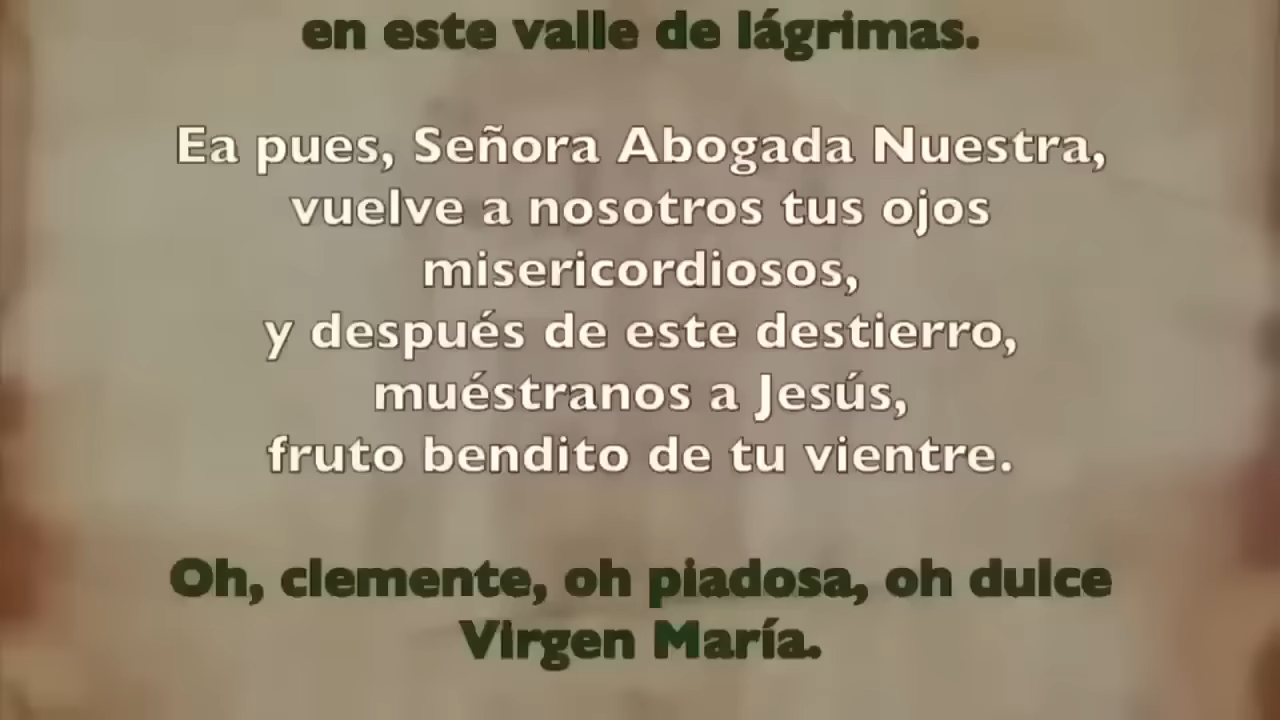 en este valle de lágrimas.
Ea pues, Señora Abogada Nuestra,
vuelve a nosotros tus ojos
misericordiosos,
y después de este destierro,
muéstranos a Jesús,
fruto bendito de tu vientre.
Oh, clemente, oh piadosa, oh dulce
Virgen María.